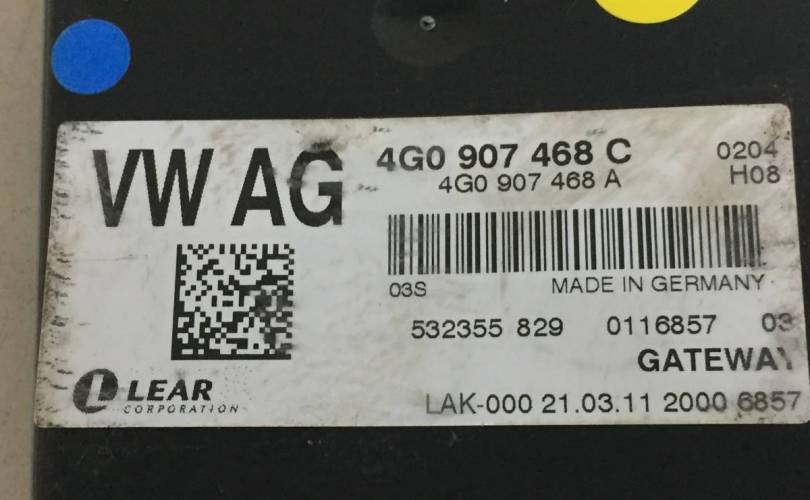 VW AG
4G0 907 468 C 0204
4G0 907 468 A H08
03S MADE IN GERMANY
532355 829 0116857 03
GATEWAY
LEAR
CORPORATION
LAK-000 21.03.11 2000 6857